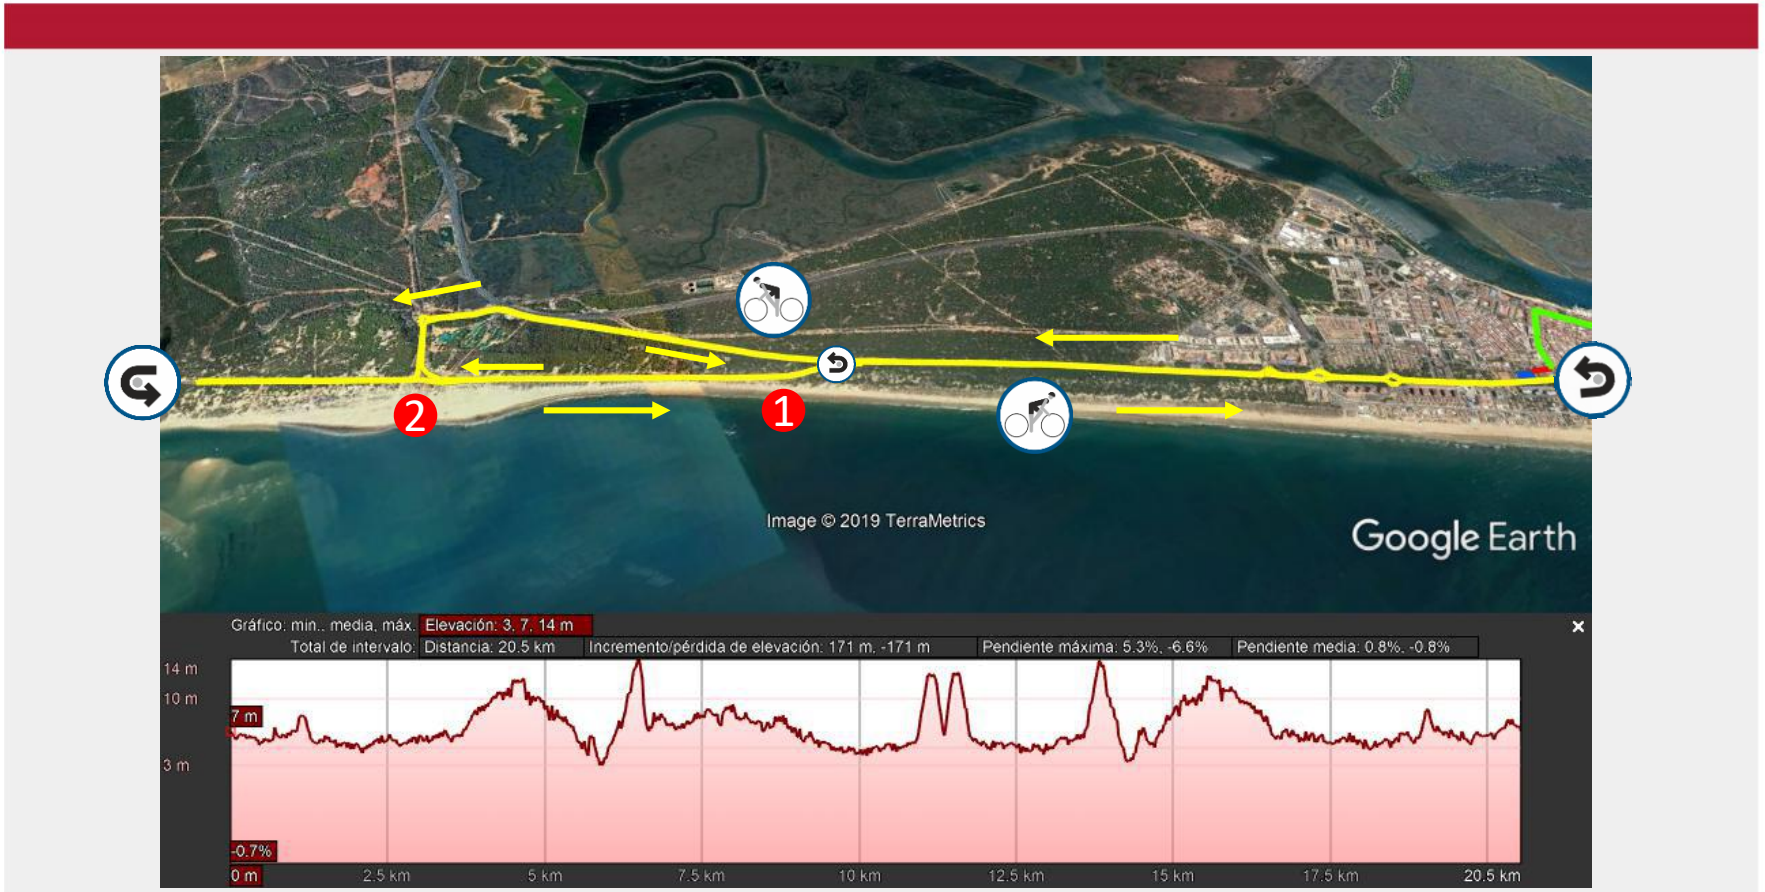 2
1
Image © 2019 TerraMetrics
Google Earth
Gráfico: min., media, máx. Elevación: 3, 7, 14 m
Total de intervalo: Distancia: 20.5 km Incremento/pérdida de elevación: 171 m, -171 m Pendiente máxima: 5.3%, -6.6% Pendiente media: 0.8%, -0.8%
14 m
10 m
7 m
3 m
-0.7%
0 m 2.5 km 5 km 7.5 km 10 km 12.5 km 15 km 17.5 km 20.5 km